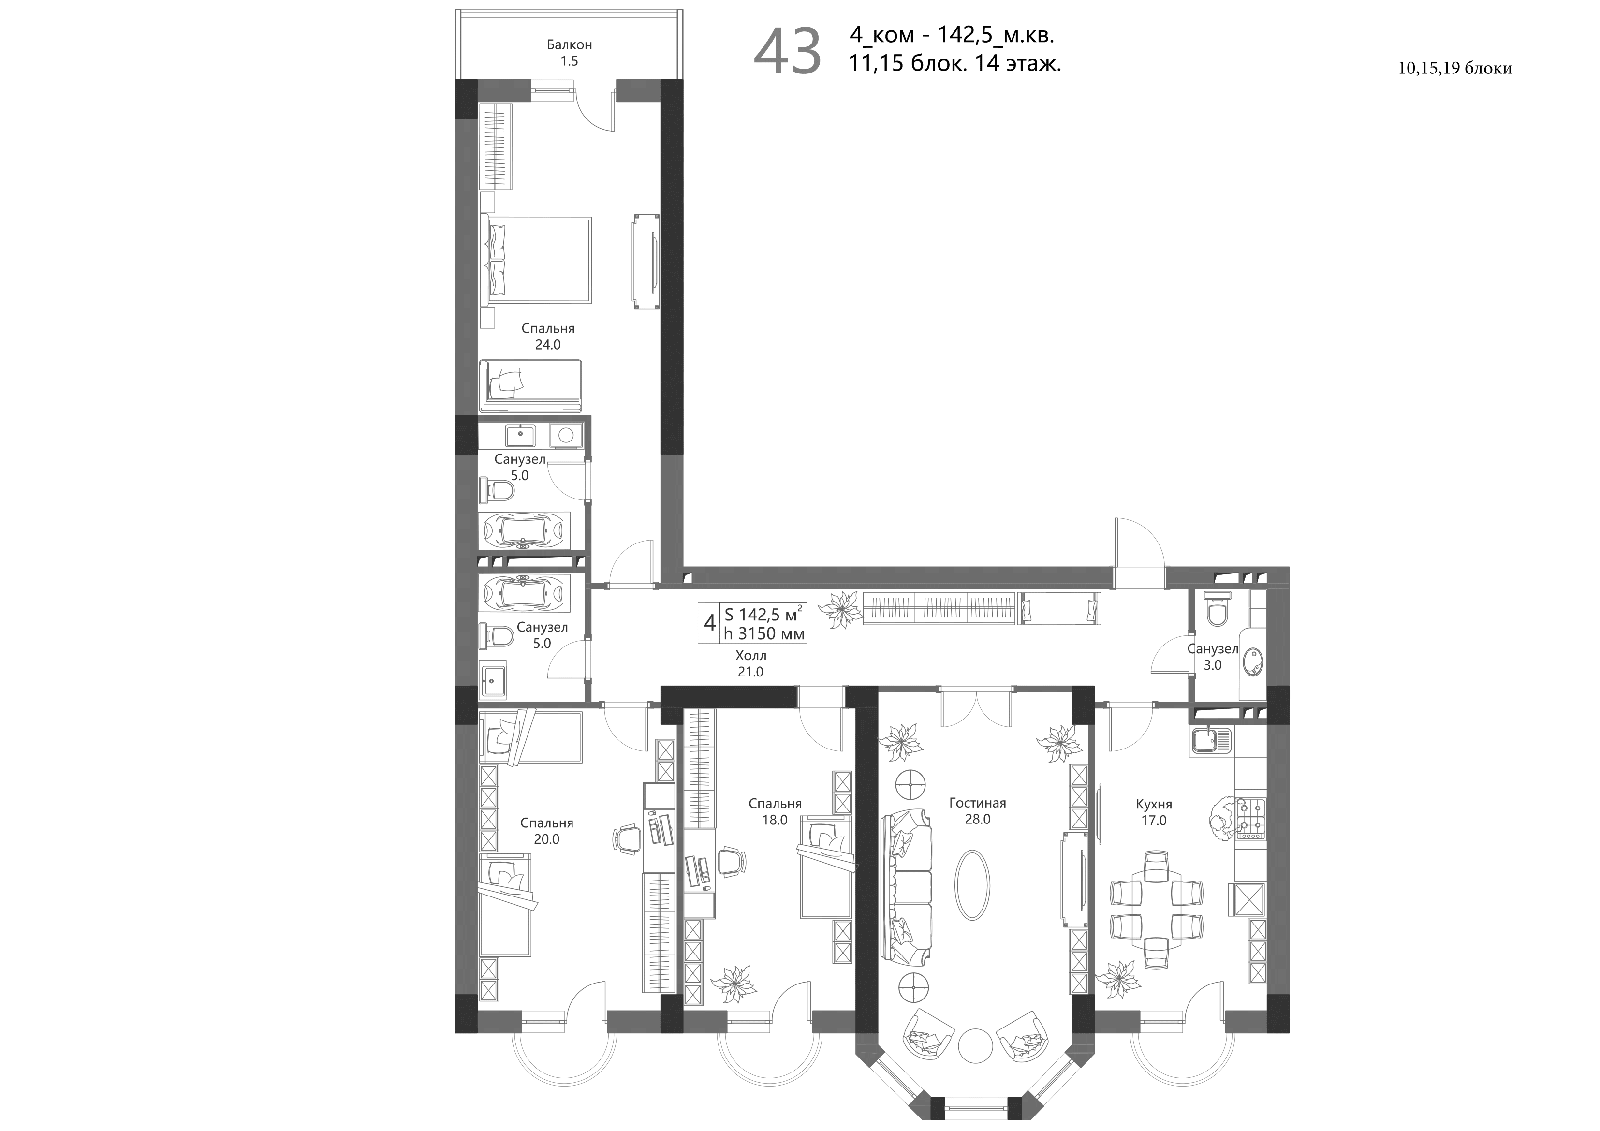 43
4_ком - 142,5_м.кв.
11,15 блок. 14 этаж.
10,15,19 блоки
Балкон
1.5
Спальня
24.0
Санузел
5.0
Санузел
5.0
4
S 142,5 м²
h 3150 мм
Холл
21.0
Санузел
3.0
Спальня
20.0
Спальня
18.0
Гостиная
28.0
Кухня
17.0